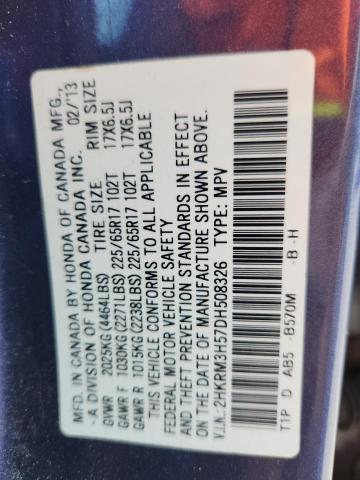 MFD. IN CANADA BY HONDA OF CANADA MFG.,
-A DIVISION OF HONDA CANADA INC. 02/'13
TIRE SIZE RIM SIZE
GVWR 2025KG (4464LBS)
GAWR F 1030KG (2271LBS) 225/65R17 102T 17X6.5J
GAWR R 1015KG (2238LBS) 225/65R17 102T 17X6.5J
THIS VEHICLE CONFORMS TO ALL APPLICABLE
FEDERAL MOTOR VEHICLE SAFETY
AND THEFT PREVENTION STANDARDS IN EFFECT
ON THE DATE OF MANUFACTURE SHOWN ABOVE.
V.I.N.: 2HKRM3H57DH508326 TYPE: MPV
T1P D AB5 -B570M -B -H